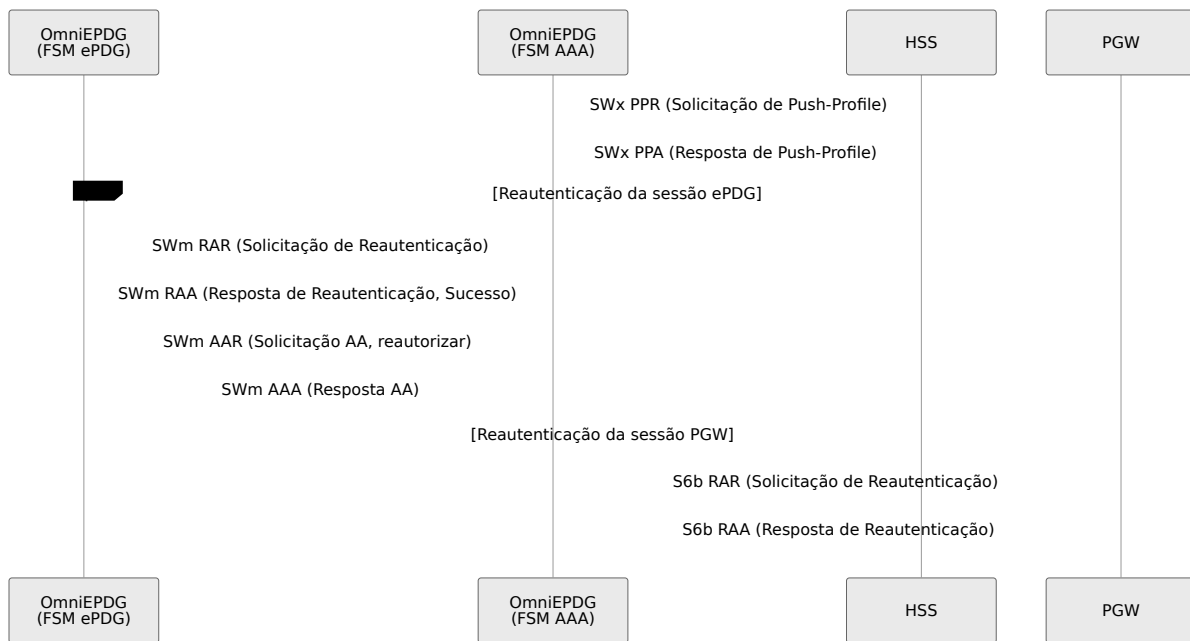 OmniEPDG
(FSM ePDG)
OmniEPDG
(FSM AAA)
HSS
PGW
SWx PPR (Solicitação de Push-Profile)
SWx PPA (Resposta de Push-Profile)
[Reautenticação da sessão ePDG]
SWm RAR (Solicitação de Reautenticação)
SWm RAA (Resposta de Reautenticação, Sucesso)
SWm AAR (Solicitação AA, reautorizar)
SWm AAA (Resposta AA)
[Reautenticação da sessão PGW]
S6b RAR (Solicitação de Reautenticação)
S6b RAA (Resposta de Reautenticação)
OmniEPDG
(FSM ePDG)
OmniEPDG
(FSM AAA)
HSS
PGW